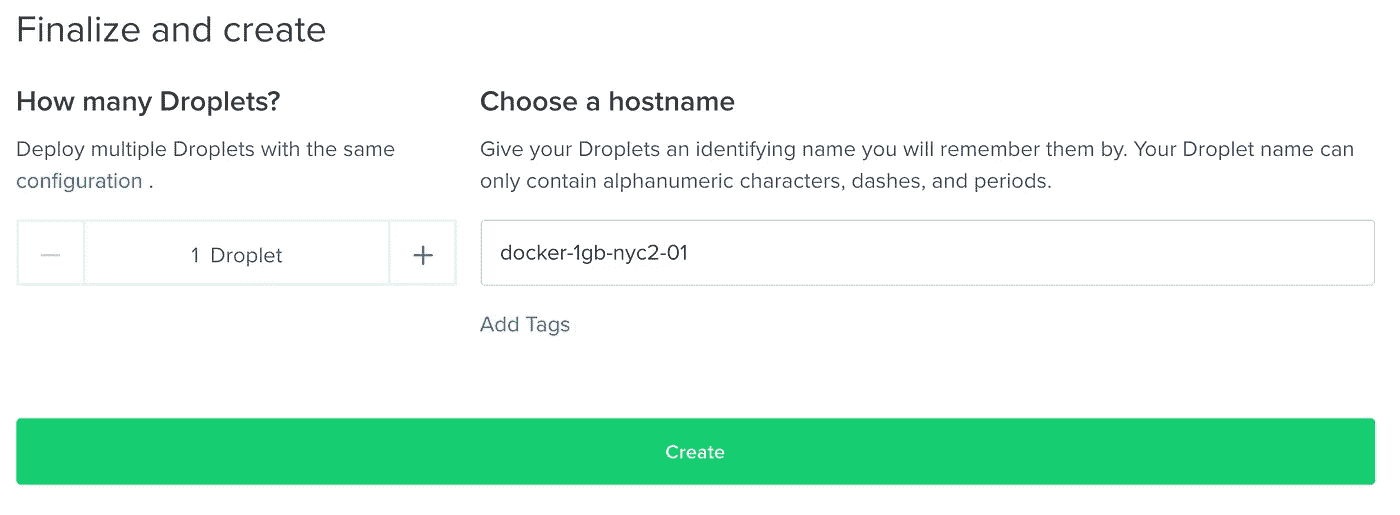 Finalize and create
How many Droplets?
Deploy multiple Droplets with the same
configuration .
1 Droplet
Choose a hostname
Give your Droplets an identifying name you will remember them by. Your Droplet name can
only contain alphanumeric characters, dashes, and periods.
docker-1gb-nyc2-01
Add Tags
Create